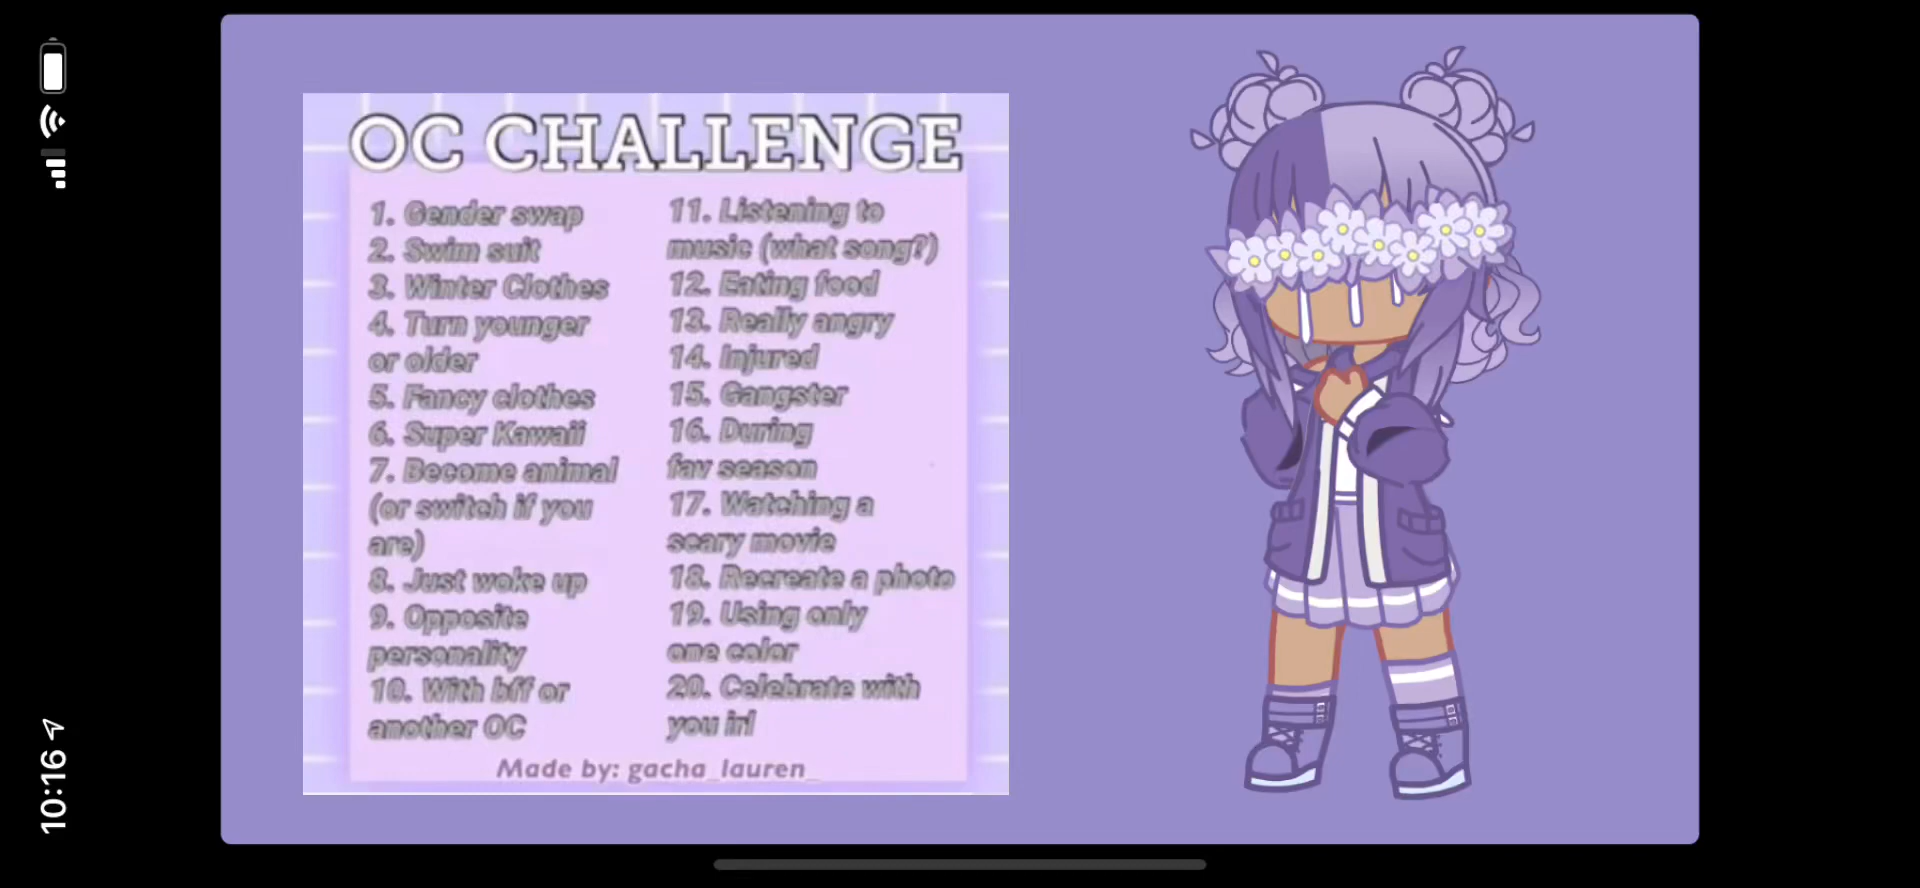 OC CHALLENGE
1. Gender swap
2. Swim suit
3. Winter Clothes
4. Turn younger
or older
5. Fancy clothes
6. Super Kawaii
7. Become animal
(or switch if you
are)
8. Just woke up
9. Opposite
personality
10. With bff or
another OC
11. Listening to
music (what song?)
12. Eating food
13. Really angry
14. Injured
15. Gangster
16. During
fav season
17. Watching a
scary movie
18. Recreate a photo
19. Using only
one color
20. Celebrate with
you irl
Made by: gacha_lauren_
10:16